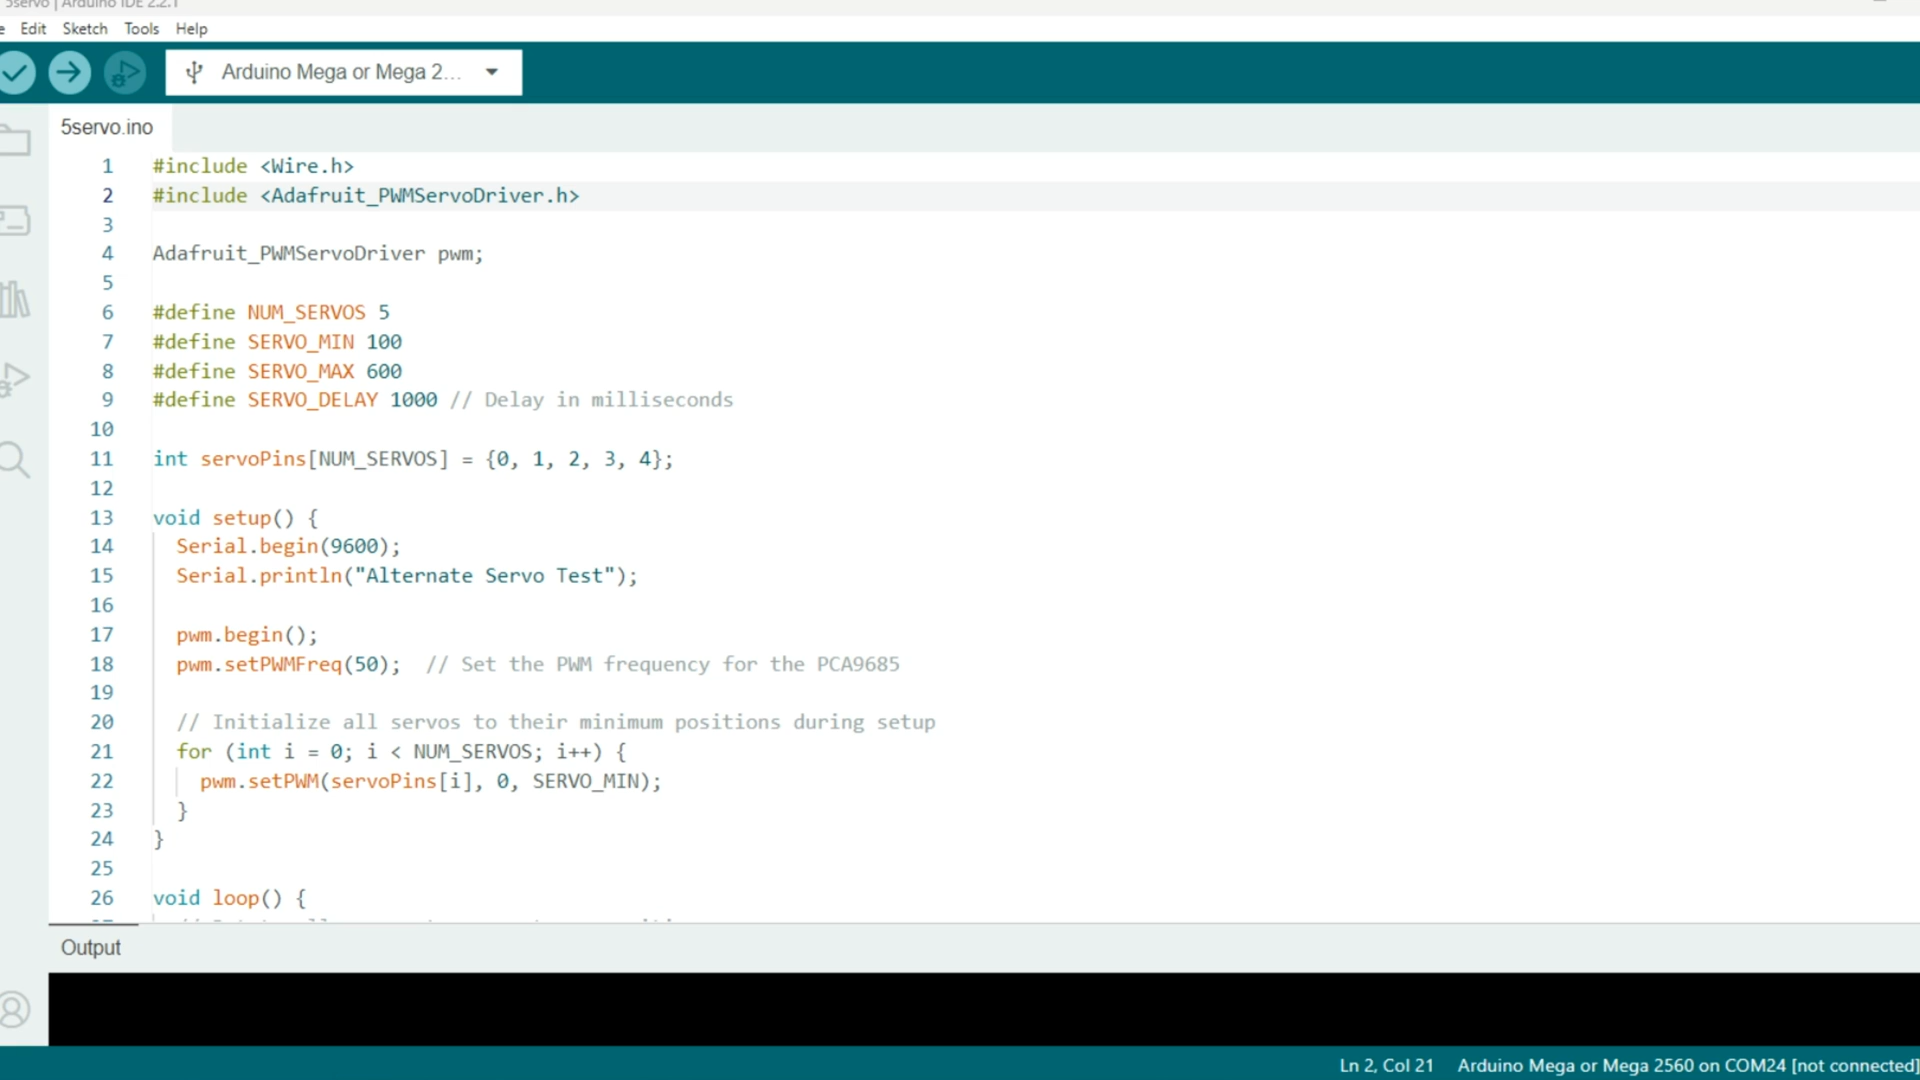 5servo | Arduino IDE 2.2.1
Edit Sketch Tools Help
Arduino Mega or Mega 2...
5servo.ino
1 #include <Wire.h>
2 #include <Adafruit_PWMServoDriver.h>
3
4 Adafruit_PWMServoDriver pwm;
5
6 #define NUM_SERVOS 5
7 #define SERVO_MIN 100
8 #define SERVO_MAX 600
9 #define SERVO_DELAY 1000 // Delay in milliseconds
10
11 int servoPins[NUM_SERVOS] = {0, 1, 2, 3, 4};
12
13 void setup() {
14 Serial.begin(9600);
15 Serial.println("Alternate Servo Test");
16
17 pwm.begin();
18 pwm.setPWMFreq(50); // Set the PWM frequency for the PCA9685
19
20 // Initialize all servos to their minimum positions during setup
21 for (int i = 0; i < NUM_SERVOS; i++) {
22 pwm.setPWM(servoPins[i], 0, SERVO_MIN);
23 }
24 }
25
26 void loop() {
Output
Ln 2, Col 21 Arduino Mega or Mega 2560 on COM24 [not connected]